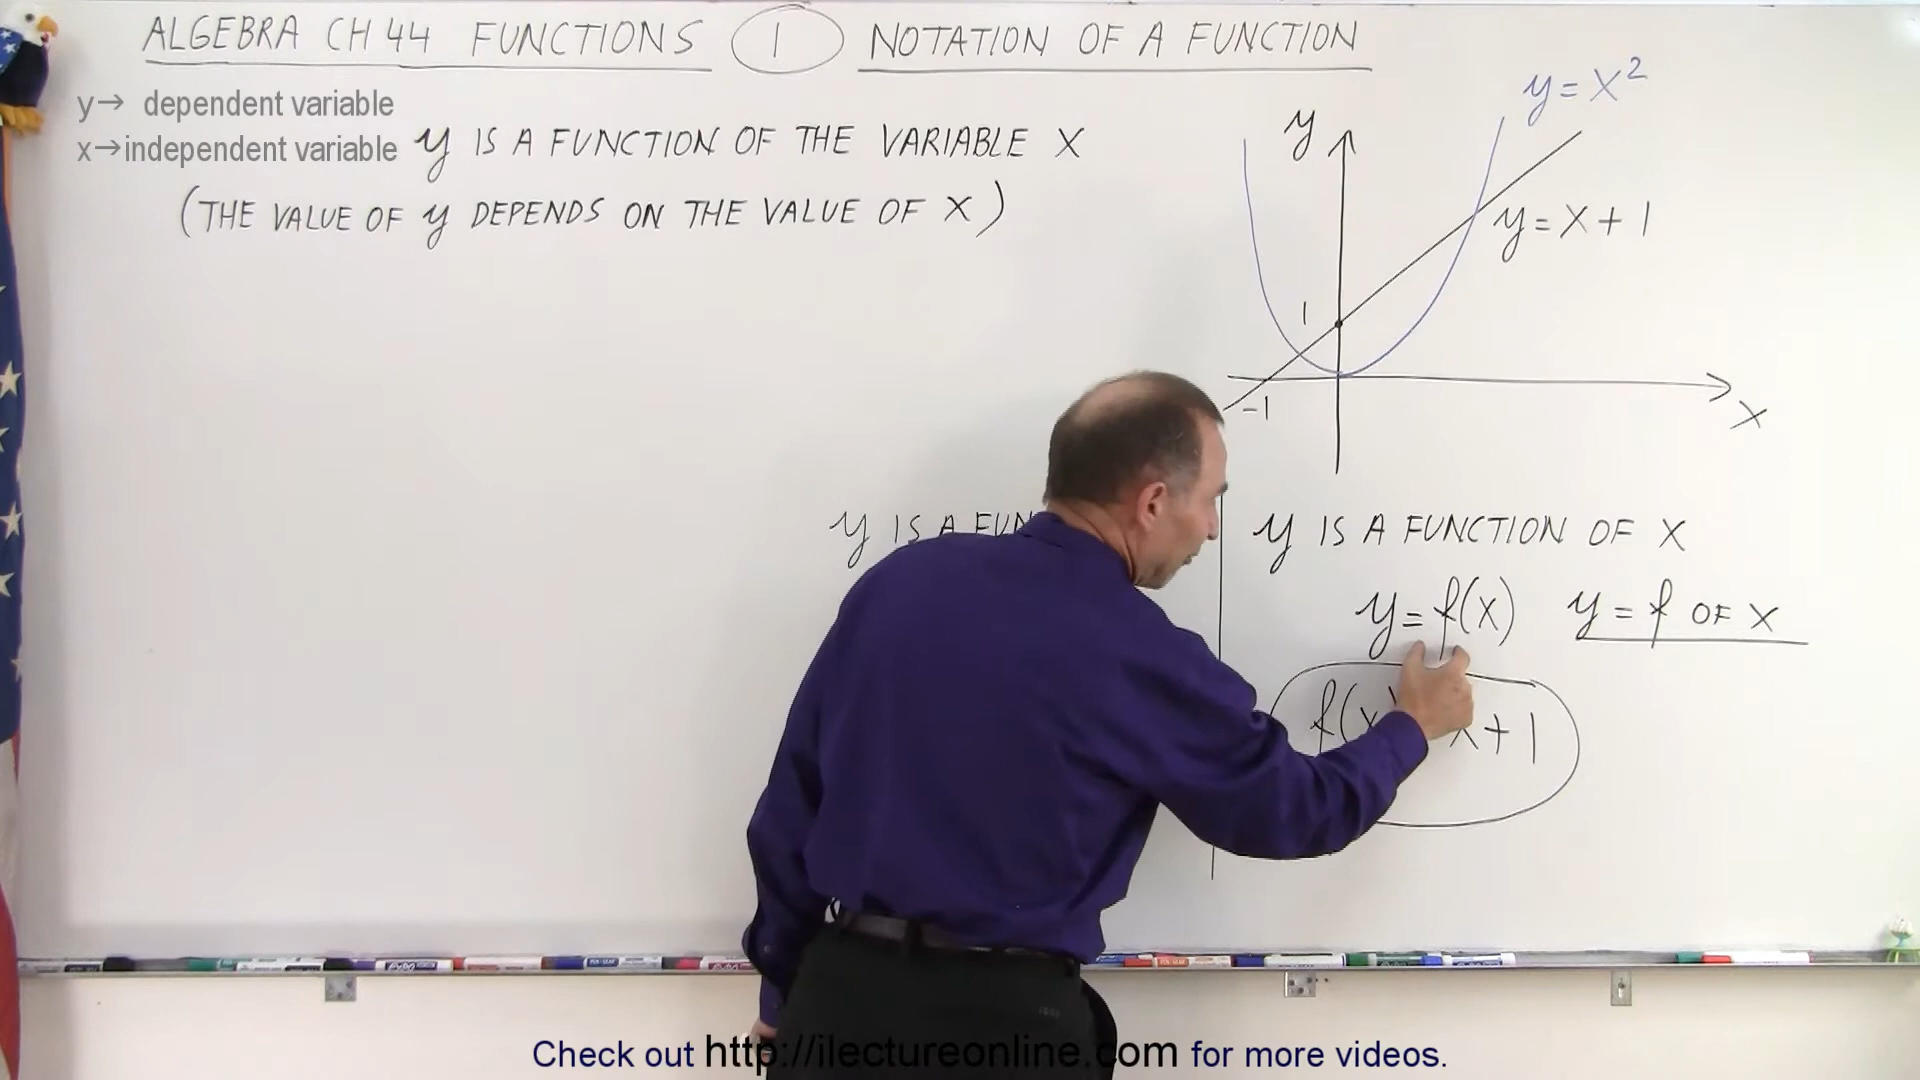 ALGEBRA CH 44 FUNCTIONS 1 NOTATION OF A FUNCTION
y→ dependent variable
x→independent variable
y IS A FUNCTION OF THE VARIABLE X
(THE VALUE OF y DEPENDS ON THE VALUE OF X)
y = x²
y
y = x + 1
1
-1
x
y IS A
y IS A FUNCTION OF X
y = f(x) y = f OF X
f(x) x + 1
Check out http://ilectureonline.com for more videos.